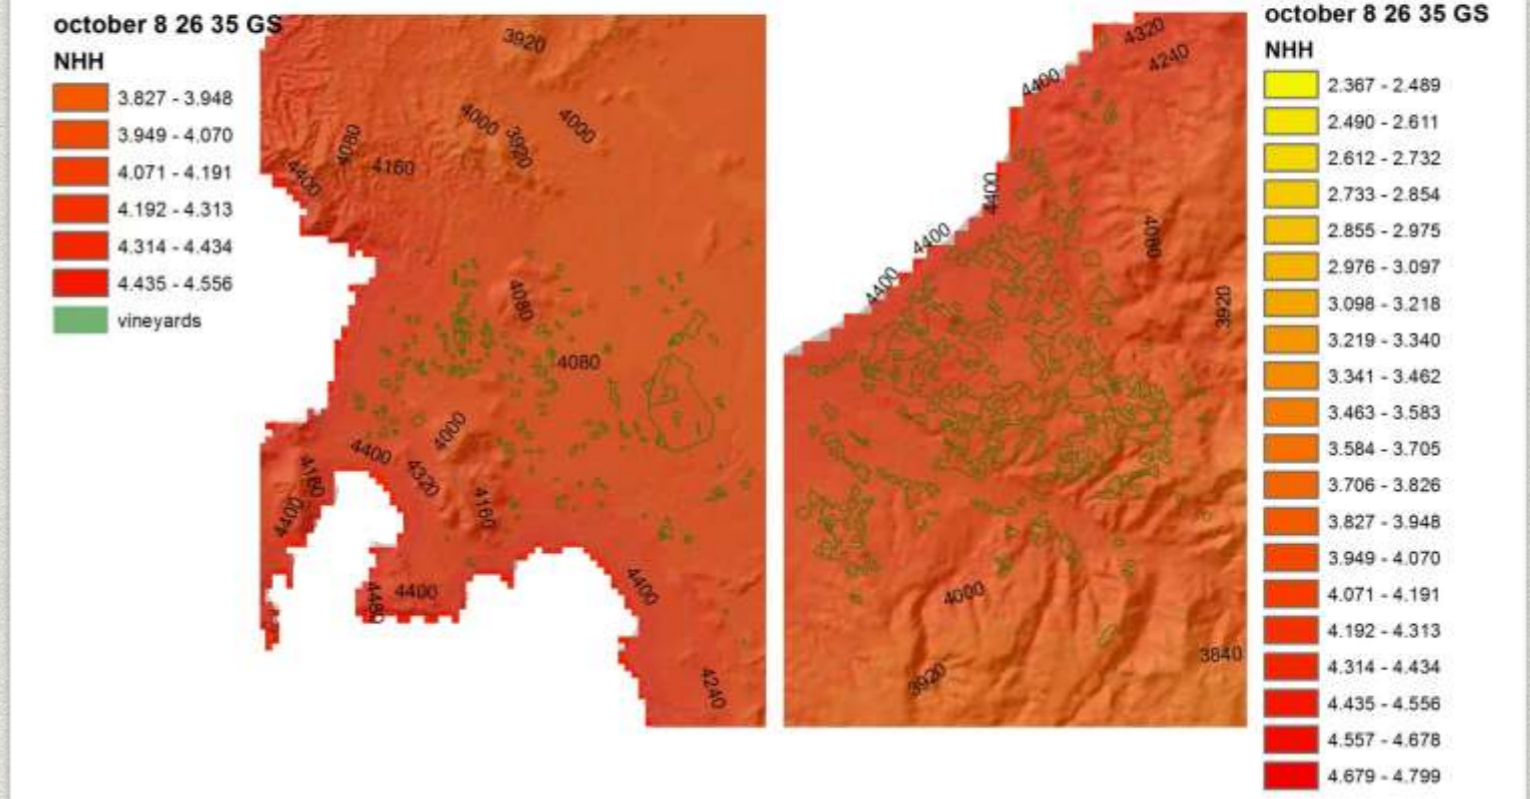 october 8 26 35 GS
NHH
3.827 - 3.948
3.949 - 4.070
4.071 - 4.191
4.192 - 4.313
4.314 - 4.434
4.435 - 4.556
vineyards
3920
4000
3920
4000
4080
4160
4400
4080
4080
4000
4400
4320
4160
4160
4400
4480
4400
4400
4240
4320
4240
4400
4400
4400
4400
4080
3920
4000
3920
3840
october 8 26 35 GS
NHH
2.367 - 2.489
2.490 - 2.611
2.612 - 2.732
2.733 - 2.854
2.855 - 2.975
2.976 - 3.097
3.098 - 3.218
3.219 - 3.340
3.341 - 3.462
3.463 - 3.583
3.584 - 3.705
3.706 - 3.826
3.827 - 3.948
3.949 - 4.070
4.071 - 4.191
4.192 - 4.313
4.314 - 4.434
4.435 - 4.556
4.557 - 4.678
4.679 - 4.799